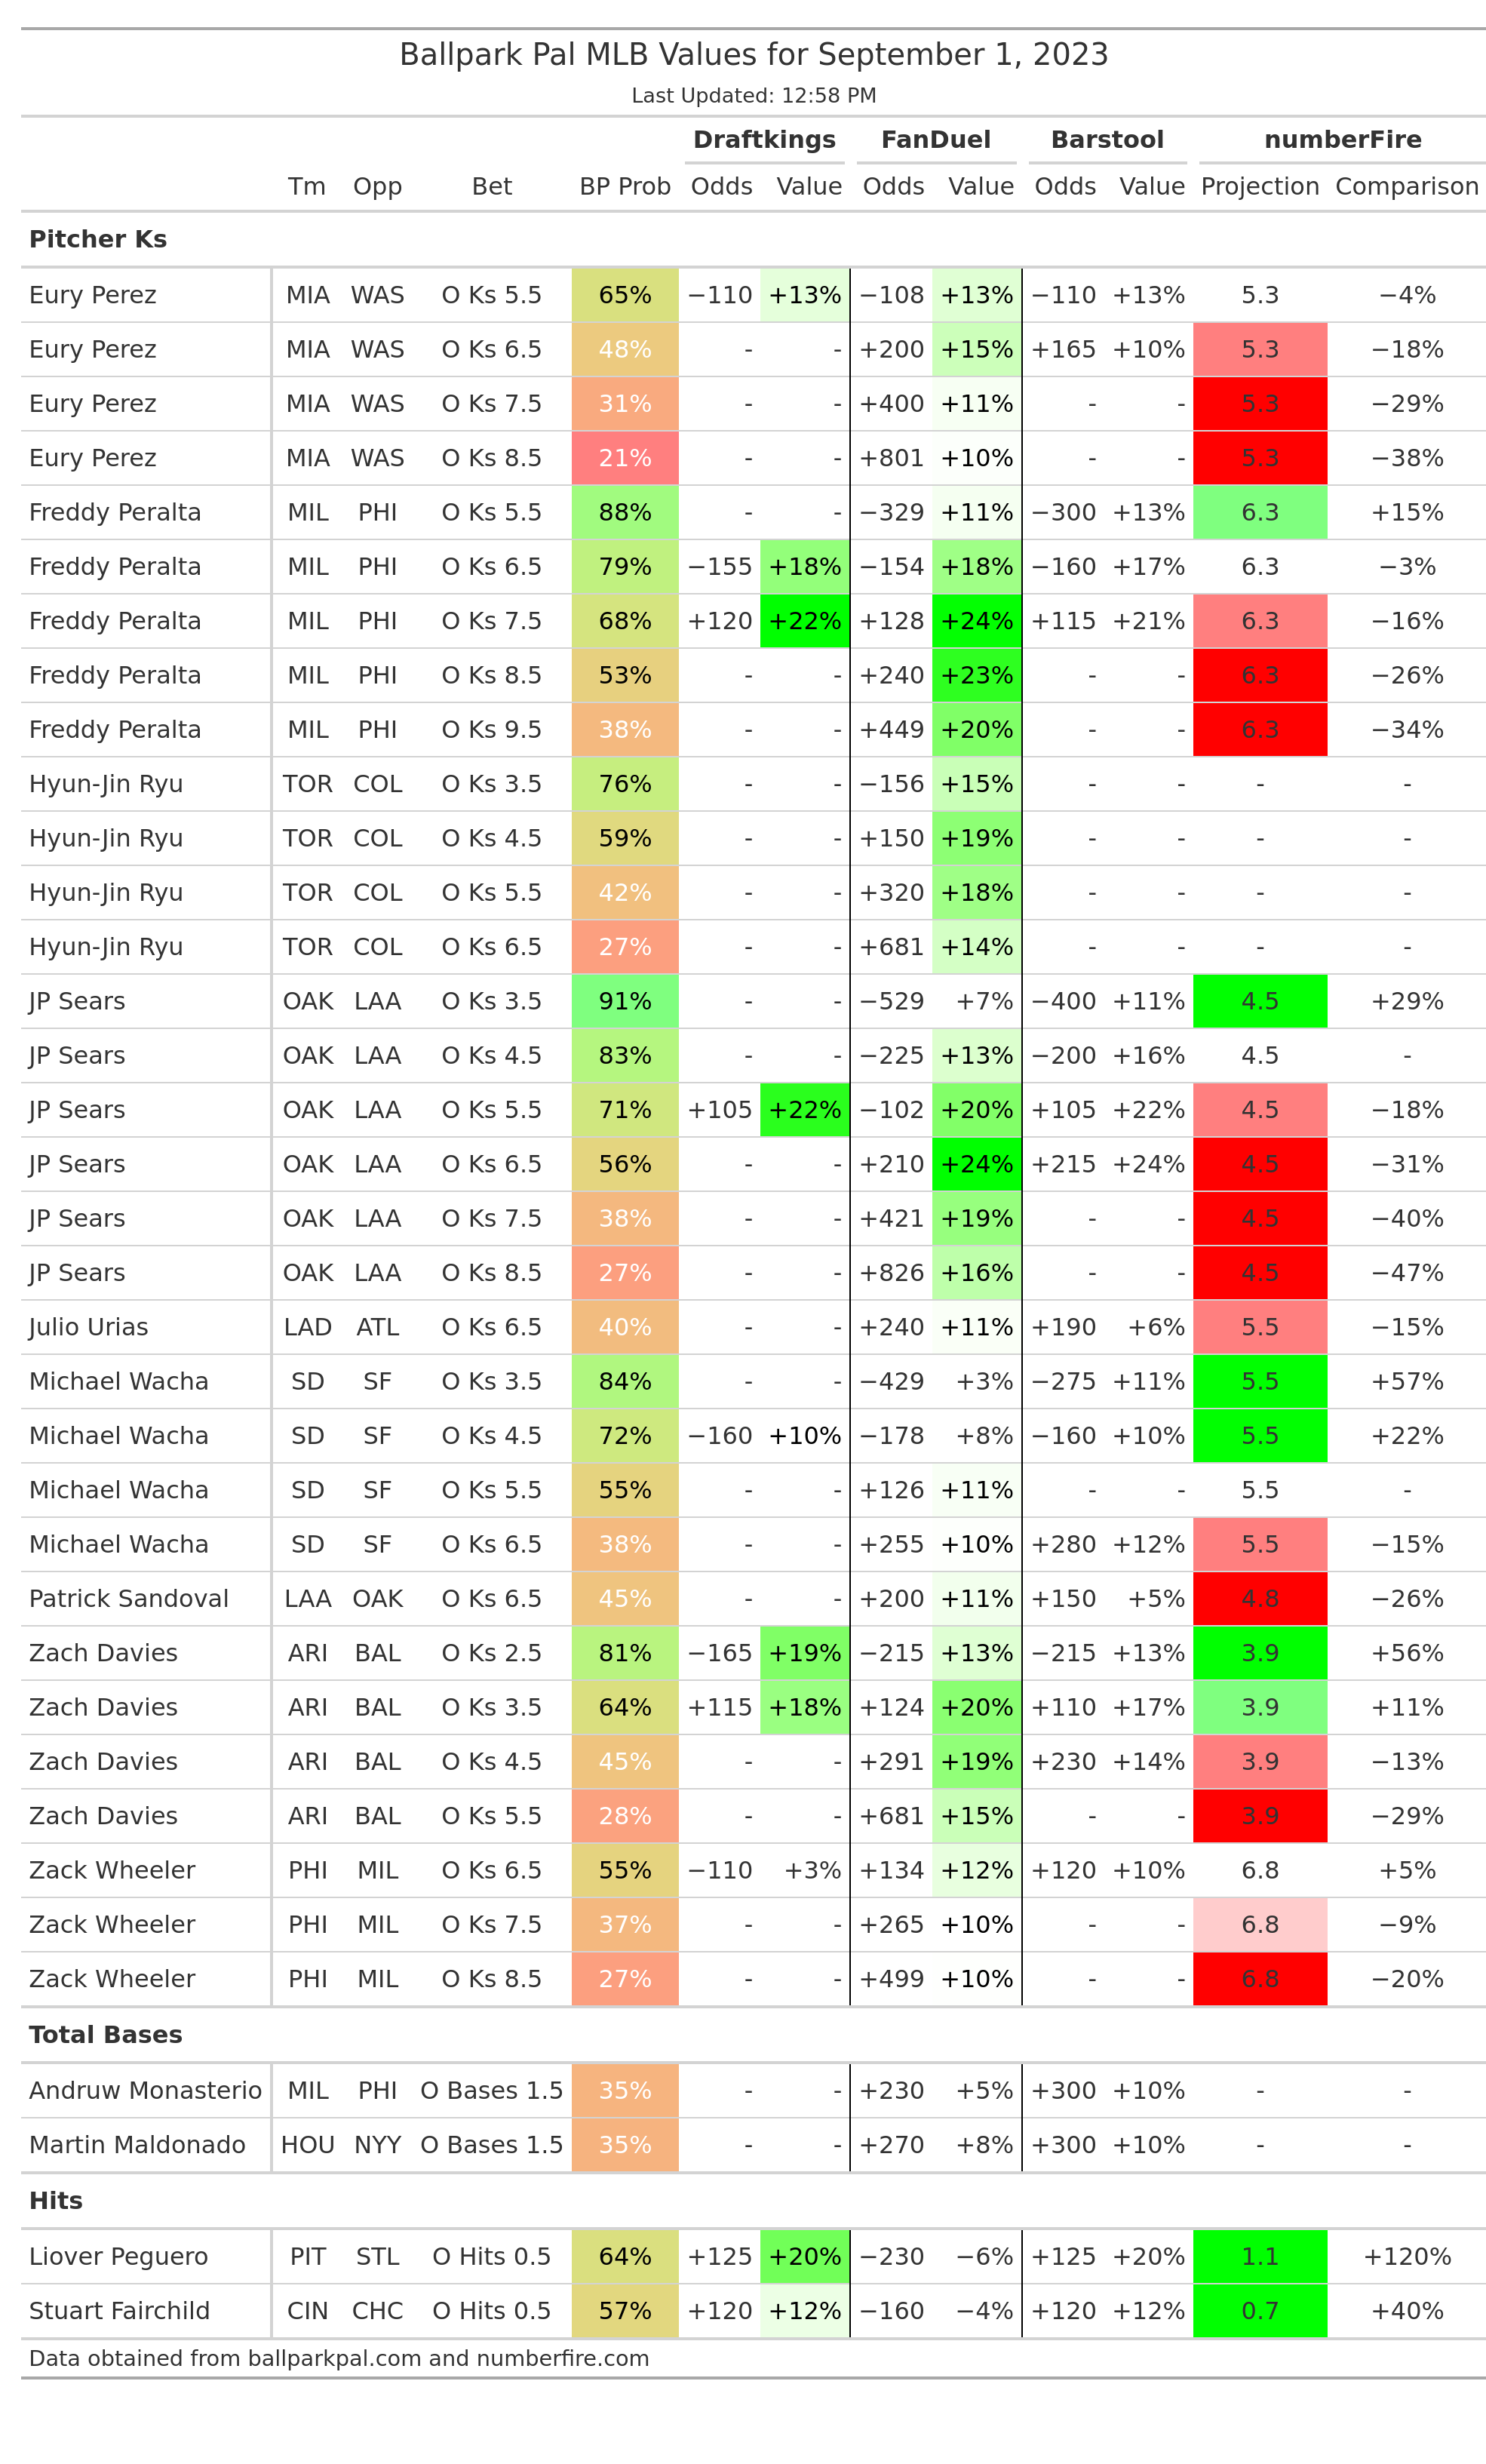 Ballpark Pal MLB Values for September 1, 2023
Last Updated: 12:58 PM
Draftkings FanDuel Barstool numberFire
Tm Opp Bet BP Prob Odds Value Odds Value Odds Value Projection Comparison
Pitcher Ks
Eury Perez MIA WAS O Ks 5.5 65% −110 +13% −108 +13% −110 +13% 5.3 −4%
Eury Perez MIA WAS O Ks 6.5 48% - - +200 +15% +165 +10% 5.3 −18%
Eury Perez MIA WAS O Ks 7.5 31% - - +400 +11% - - 5.3 −29%
Eury Perez MIA WAS O Ks 8.5 21% - - +801 +10% - - 5.3 −38%
Freddy Peralta MIL PHI O Ks 5.5 88% - - −329 +11% −300 +13% 6.3 +15%
Freddy Peralta MIL PHI O Ks 6.5 79% −155 +18% −154 +18% −160 +17% 6.3 −3%
Freddy Peralta MIL PHI O Ks 7.5 68% +120 +22% +128 +24% +115 +21% 6.3 −16%
Freddy Peralta MIL PHI O Ks 8.5 53% - - +240 +23% - - 6.3 −26%
Freddy Peralta MIL PHI O Ks 9.5 38% - - +449 +20% - - 6.3 −34%
Hyun-Jin Ryu TOR COL O Ks 3.5 76% - - −156 +15% - - - -
Hyun-Jin Ryu TOR COL O Ks 4.5 59% - - +150 +19% - - - -
Hyun-Jin Ryu TOR COL O Ks 5.5 42% - - +320 +18% - - - -
Hyun-Jin Ryu TOR COL O Ks 6.5 27% - - +681 +14% - - - -
JP Sears OAK LAA O Ks 3.5 91% - - −529 +7% −400 +11% 4.5 +29%
JP Sears OAK LAA O Ks 4.5 83% - - −225 +13% −200 +16% 4.5 -
JP Sears OAK LAA O Ks 5.5 71% +105 +22% −102 +20% +105 +22% 4.5 −18%
JP Sears OAK LAA O Ks 6.5 56% - - +210 +24% +215 +24% 4.5 −31%
JP Sears OAK LAA O Ks 7.5 38% - - +421 +19% - - 4.5 −40%
JP Sears OAK LAA O Ks 8.5 27% - - +826 +16% - - 4.5 −47%
Julio Urias LAD ATL O Ks 6.5 40% - - +240 +11% +190 +6% 5.5 −15%
Michael Wacha SD SF O Ks 3.5 84% - - −429 +3% −275 +11% 5.5 +57%
Michael Wacha SD SF O Ks 4.5 72% −160 +10% −178 +8% −160 +10% 5.5 +22%
Michael Wacha SD SF O Ks 5.5 55% - - +126 +11% - - 5.5 -
Michael Wacha SD SF O Ks 6.5 38% - - +255 +10% +280 +12% 5.5 −15%
Patrick Sandoval LAA OAK O Ks 6.5 45% - - +200 +11% +150 +5% 4.8 −26%
Zach Davies ARI BAL O Ks 2.5 81% −165 +19% −215 +13% −215 +13% 3.9 +56%
Zach Davies ARI BAL O Ks 3.5 64% +115 +18% +124 +20% +110 +17% 3.9 +11%
Zach Davies ARI BAL O Ks 4.5 45% - - +291 +19% +230 +14% 3.9 −13%
Zach Davies ARI BAL O Ks 5.5 28% - - +681 +15% - - 3.9 −29%
Zack Wheeler PHI MIL O Ks 6.5 55% −110 +3% +134 +12% +120 +10% 6.8 +5%
Zack Wheeler PHI MIL O Ks 7.5 37% - - +265 +10% - - 6.8 −9%
Zack Wheeler PHI MIL O Ks 8.5 27% - - +499 +10% - - 6.8 −20%
Total Bases
Andruw Monasterio MIL PHI O Bases 1.5 35% - - +230 +5% +300 +10% - -
Martin Maldonado HOU NYY O Bases 1.5 35% - - +270 +8% +300 +10% - -
Hits
Liover Peguero PIT STL O Hits 0.5 64% +125 +20% −230 −6% +125 +20% 1.1 +120%
Stuart Fairchild CIN CHC O Hits 0.5 57% +120 +12% −160 −4% +120 +12% 0.7 +40%
Data obtained from ballparkpal.com and numberfire.com